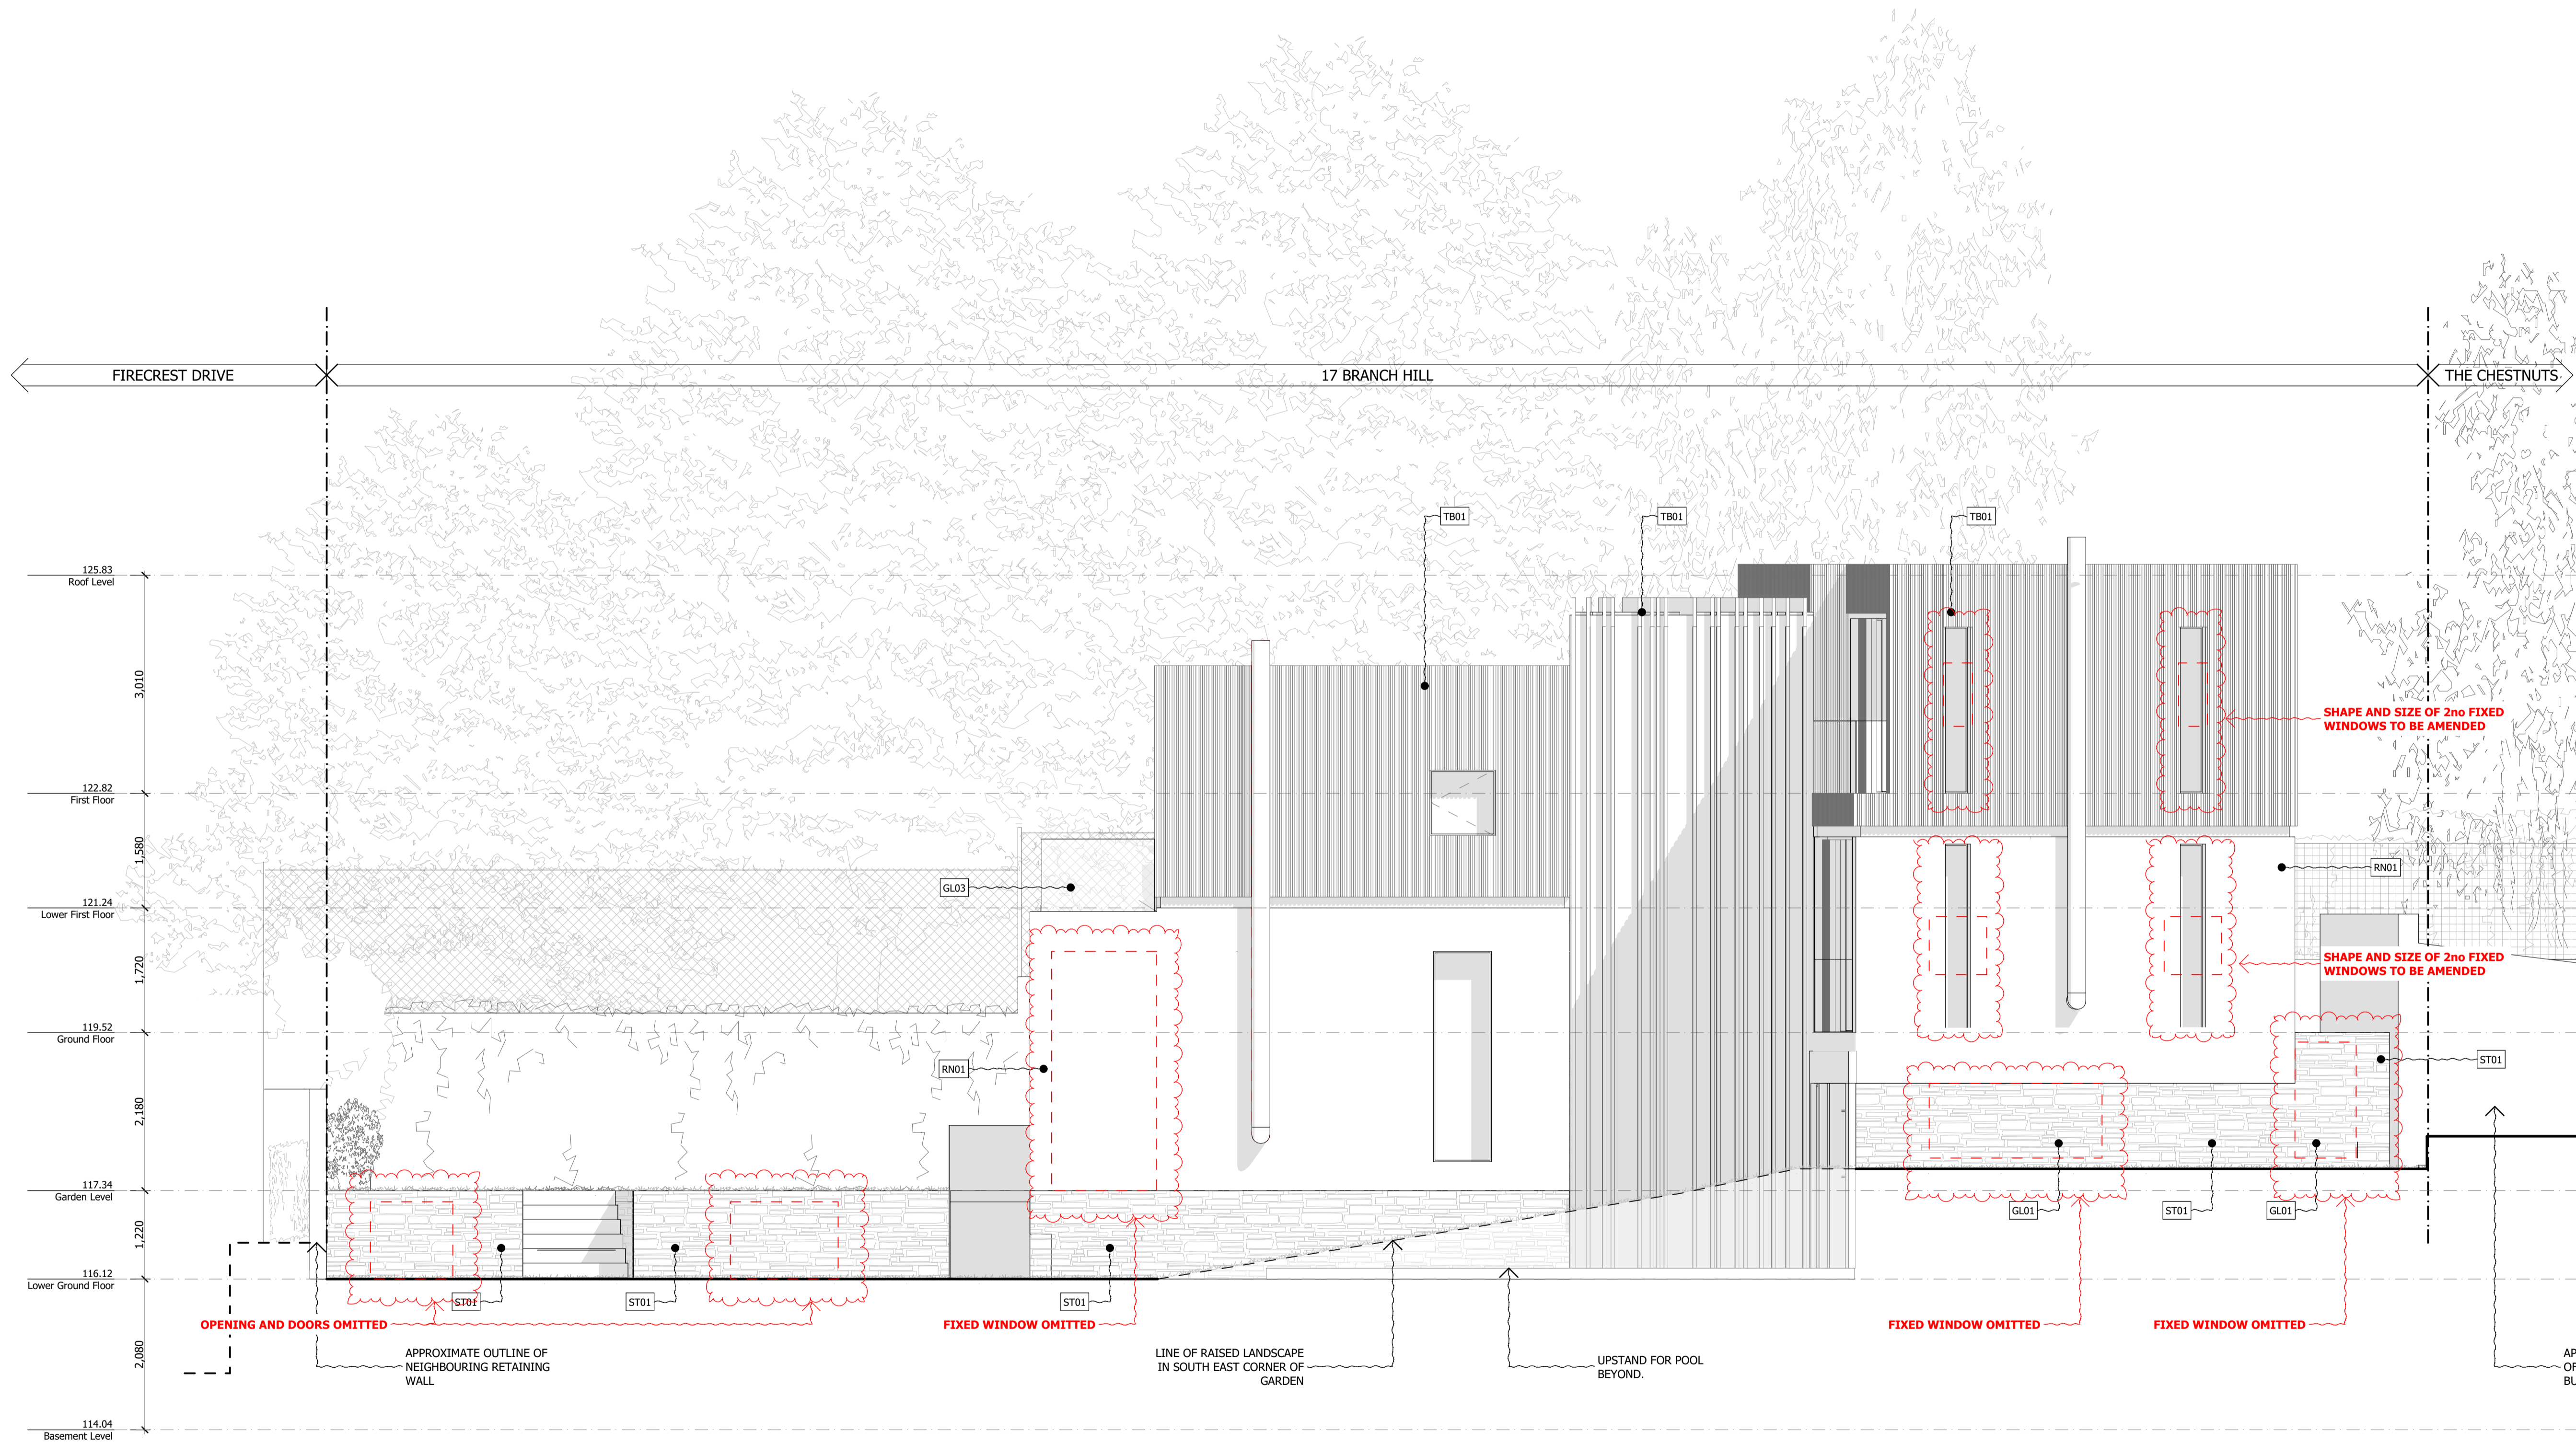 FIRECREST DRIVE
17 BRANCH HILL
THE CHESTNUTS
TB01
TB01
TB01
125.83
Roof Level
3,010
SHAPE AND SIZE OF 2no FIXED
WINDOWS TO BE AMENDED
122.82
First Floor
1,580
RN01
GL03
121.24
Lower First Floor
1,720
SHAPE AND SIZE OF 2no FIXED
WINDOWS TO BE AMENDED
119.52
Ground Floor
RN01
ST01
2,180
117.34
Garden Level
GL01
ST01
GL01
1,220
116.12
Lower Ground Floor
ST01
ST01
ST01
OPENING AND DOORS OMITTED
FIXED WINDOW OMITTED
FIXED WINDOW OMITTED
FIXED WINDOW OMITTED
2,080
APPROXIMATE OUTLINE OF
NEIGHBOURING RETAINING
WALL
LINE OF RAISED LANDSCAPE
IN SOUTH EAST CORNER OF
GARDEN
UPSTAND FOR POOL
BEYOND.
114.04
Basement Level